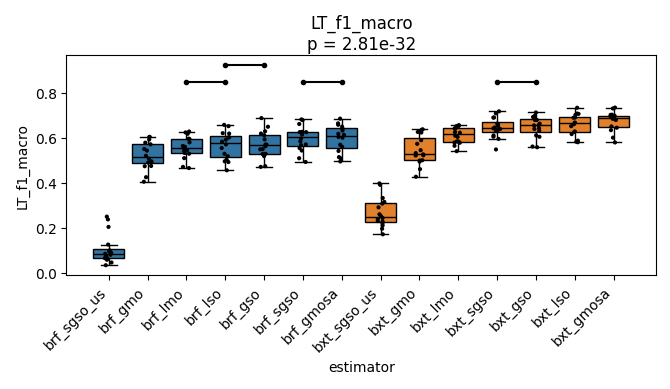 LT_f1_macro
p = 2.81e-32
LT_f1_macro
0.8
0.6
0.4
0.2
0.0
brf_sgso_us
brf_gmo
brf_lmo
brf_lso
brf_gso
brf_sgso
brf_gmosa
bxt_sgso_us
bxt_gmo
bxt_lmo
bxt_sgso
bxt_gso
bxt_lso
bxt_gmosa
estimator